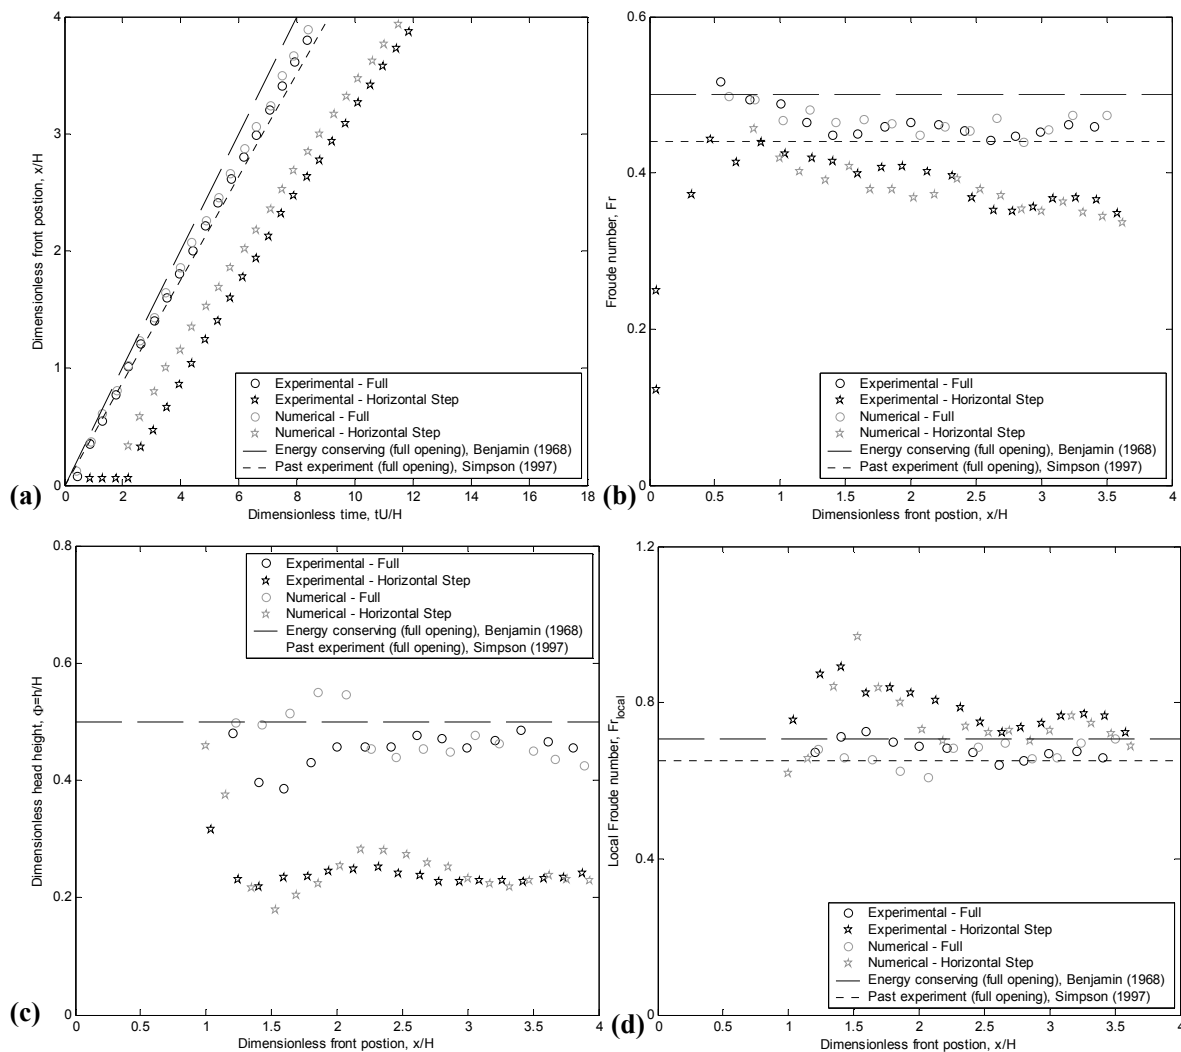 4
3
2
1
0
Dimensionless front postion, x/H
Experimental - Full
Experimental - Horizontal Step
Numerical - Full
Numerical - Horizontal Step
Energy conserving (full opening), Benjamin (1968)
Past experiment (full opening), Simpson (1997)
0 2 4 6 8 10 12 14 16 18
Dimensionless time, tU/H
(a)
0.6
0.4
0.2
0
Froude number, Fr
Experimental - Full
Experimental - Horizontal Step
Numerical - Full
Numerical - Horizontal Step
Energy conserving (full opening), Benjamin (1968)
Past experiment (full opening), Simpson (1997)
0 0.5 1 1.5 2 2.5 3 3.5 4
Dimensionless front postion, x/H
(b)
0.8
0.6
0.4
0.2
0
Dimensionless head height, Φ=h/H
Experimental - Full
Experimental - Horizontal Step
Numerical - Full
Numerical - Horizontal Step
Energy conserving (full opening), Benjamin (1968)
Past experiment (full opening), Simpson (1997)
0 0.5 1 1.5 2 2.5 3 3.5 4
Dimensionless front postion, x/H
(c)
1.2
0.8
0.4
0
Local Froude number, Fr_local
Experimental - Full
Experimental - Horizontal Step
Numerical - Full
Numerical - Horizontal Step
Energy conserving (full opening), Benjamin (1968)
Past experiment (full opening), Simpson (1997)
0 0.5 1 1.5 2 2.5 3 3.5 4
Dimensionless front postion, x/H
(d)